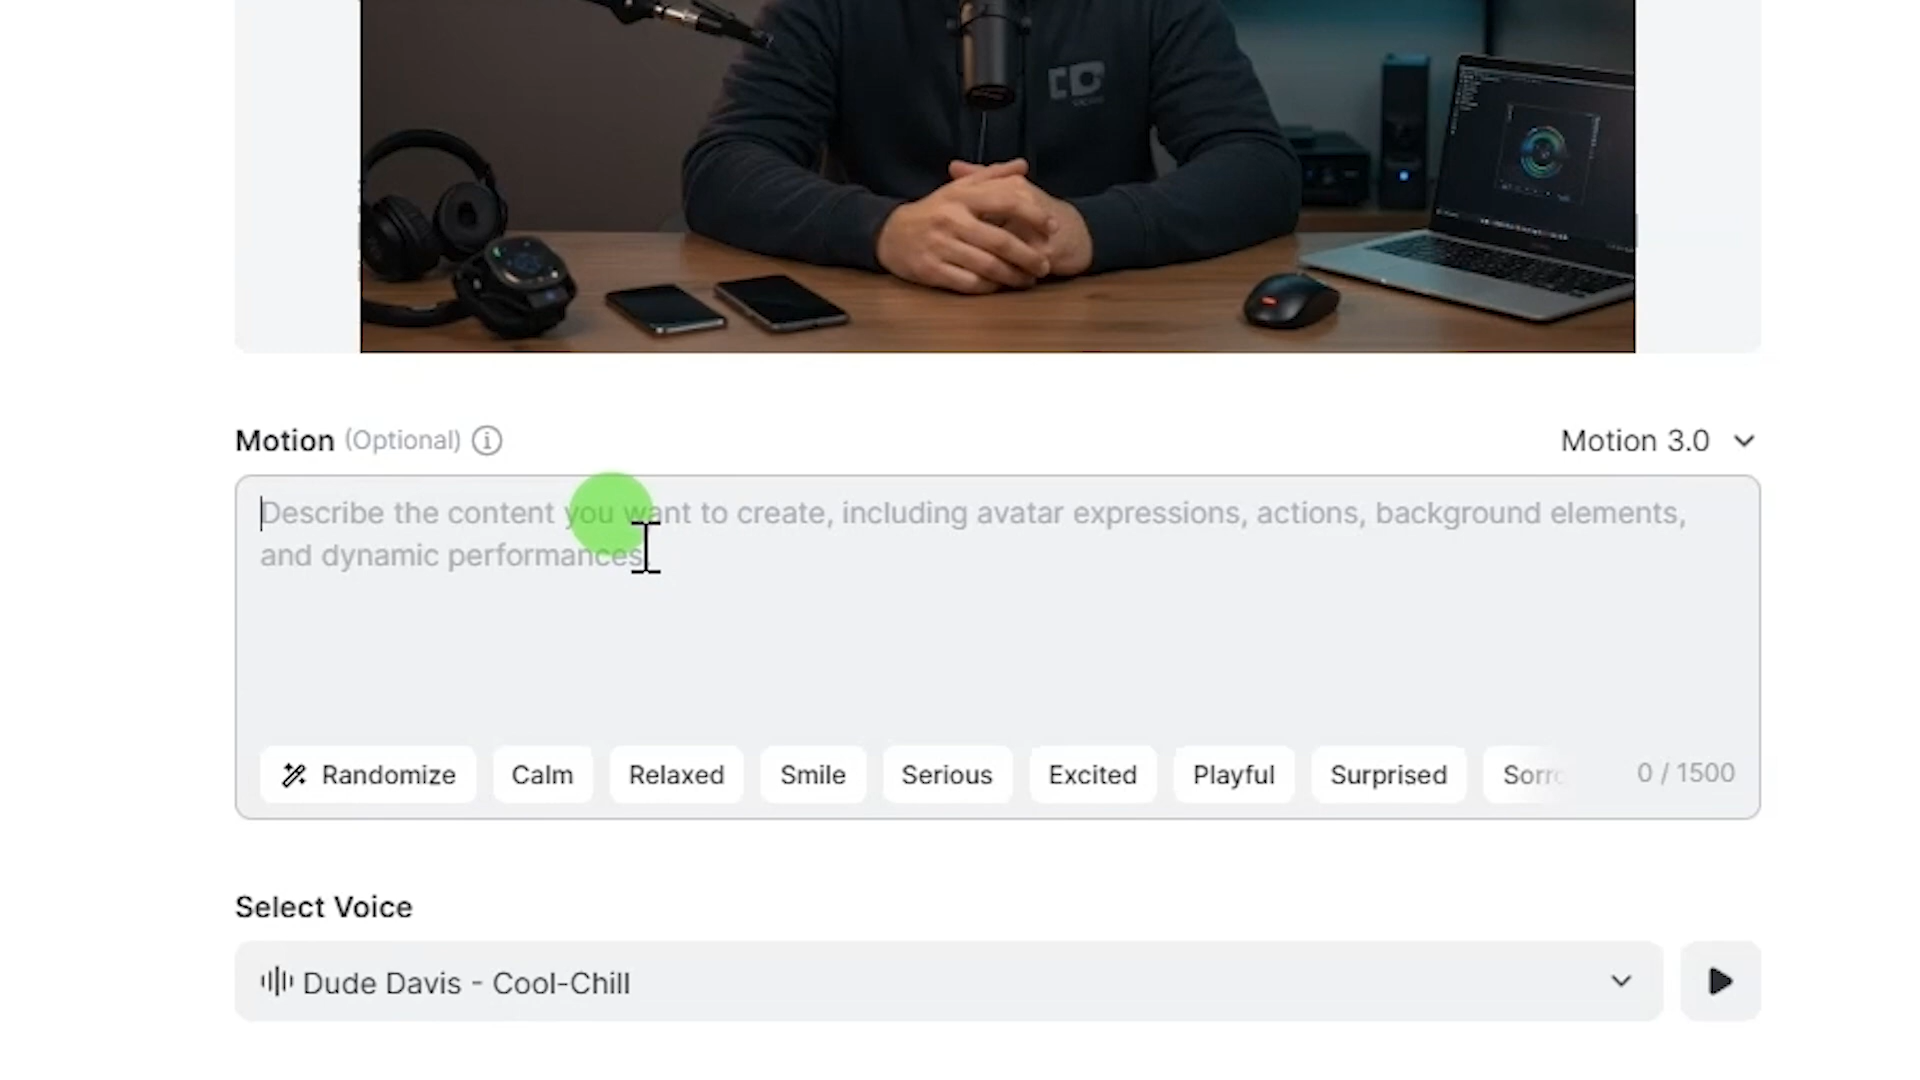 Motion (Optional)
Motion 3.0
Describe the content you want to create, including avatar expressions, actions, background elements,
and dynamic performances
Randomize Calm Relaxed Smile Serious Excited Playful Surprised 0 / 1500
Select Voice
Dude Davis - Cool-Chill